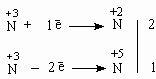 +3 +2
N + 1ē → N | 2
+3 +5
N − 2ē → N | 1